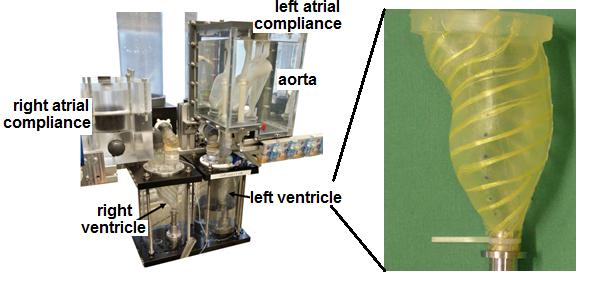 left atrial
compliance
aorta
right atrial
compliance
left ventricle
right
ventricle